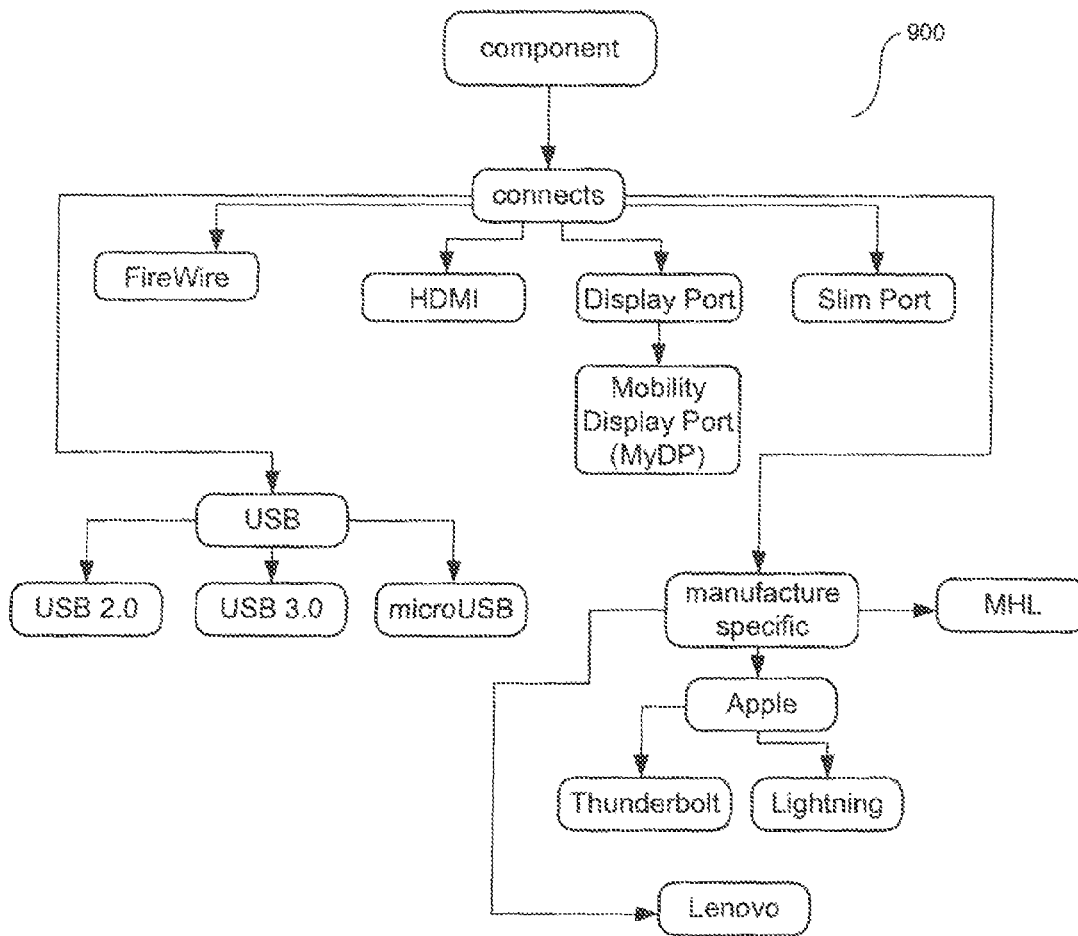 component
900
connects
FireWire
HDMI
Display Port
Slim Port
Mobility
Display Port
(MyDP)
USB
USB 2.0
USB 3.0
microUSB
manufacture
specific
MHL
Apple
Thunderbolt
Lightning
Lenovo